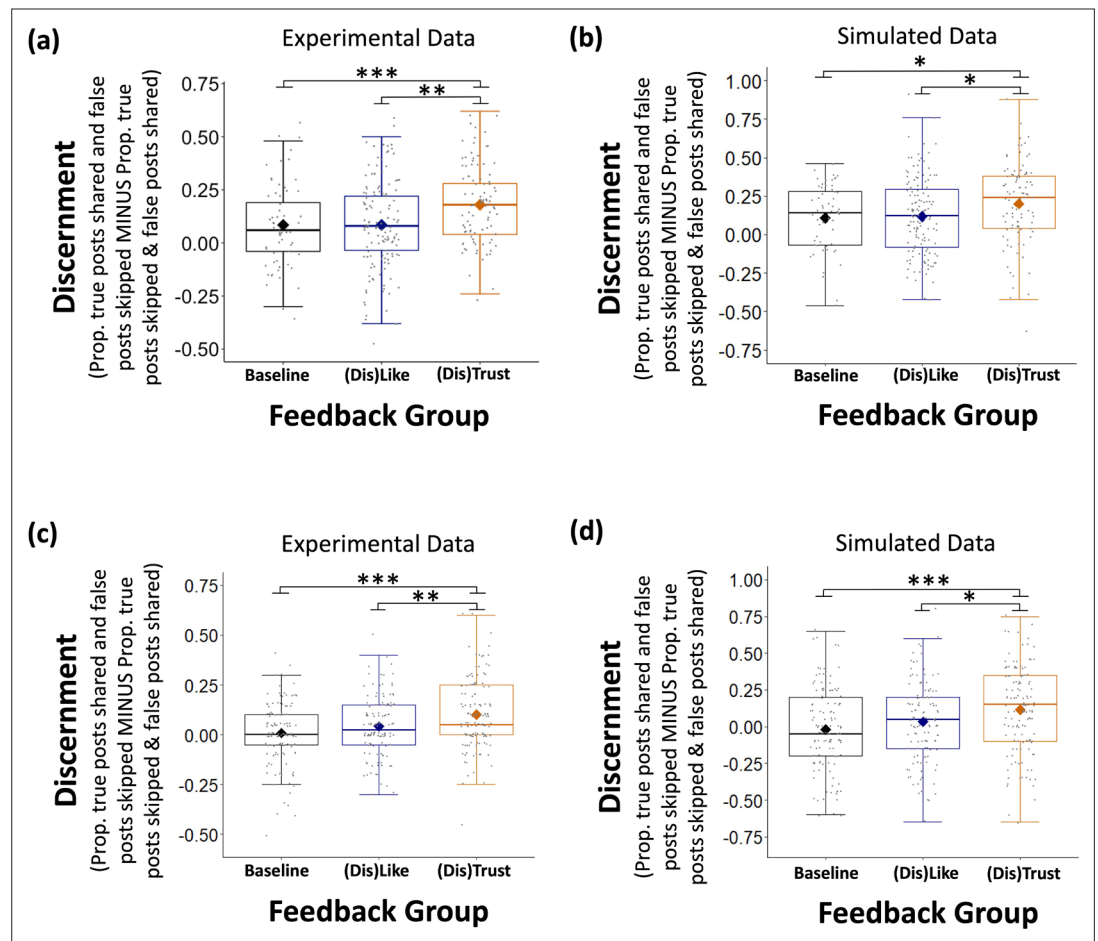 (a)
Experimental Data
Discernment
(Prop. true posts shared and false
posts skipped MINUS Prop. true
posts skipped & false posts shared)
0.75
0.50
0.25
0.00
-0.25
-0.50
***
**
Baseline (Dis)Like (Dis)Trust
Feedback Group
(b)
Simulated Data
Discernment
(Prop. true posts shared and false
posts skipped MINUS Prop. true
posts skipped & false posts shared)
1.00
0.75
0.50
0.25
0.00
0.25
-0.50
-0.75
*
*
Baseline (Dis)Like (Dis)Trust
Feedback Group
(c)
Experimental Data
Discernment
(Prop. true posts shared and false
posts skipped MINUS Prop. true
posts skipped & false posts shared)
0.75
0.50
0.25
0.00
-0.25
-0.50
***
**
Baseline (Dis)Like (Dis)Trust
Feedback Group
(d)
Simulated Data
Discernment
(Prop. true posts shared and false
posts skipped MINUS Prop. true
posts skipped & false posts shared)
1.00
0.75
0.50
0.25
0.00
-0.25
-0.50
-0.75
***
*
Baseline (Dis)Like (Dis)Trust
Feedback Group